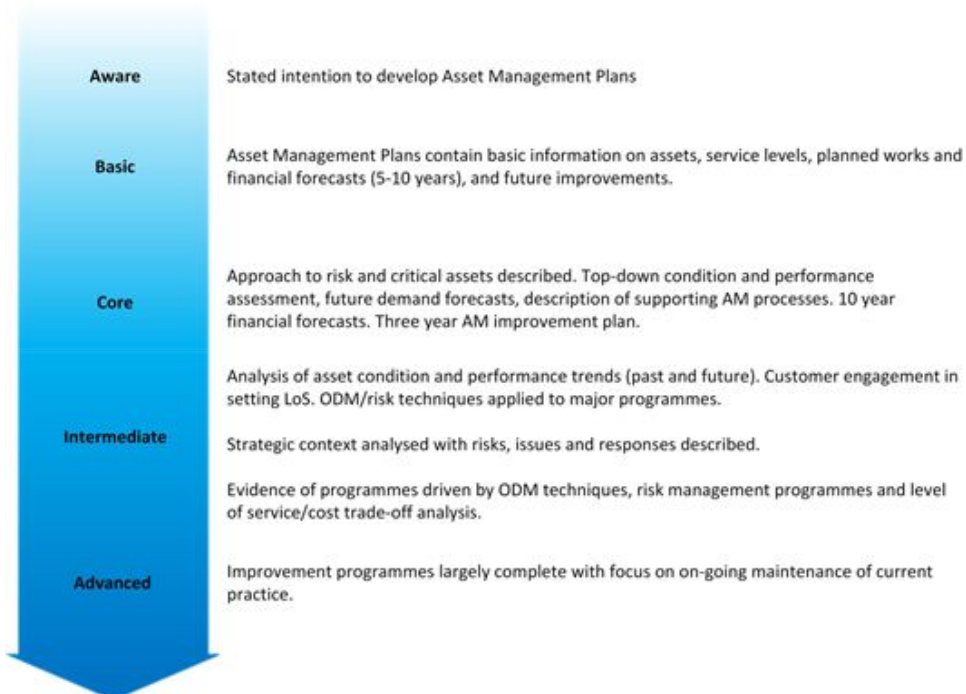 Aware
Stated intention to develop Asset Management Plans
Basic
Asset Management Plans contain basic information on assets, service levels, planned works and
financial forecasts (5-10 years), and future improvements.
Core
Approach to risk and critical assets described. Top-down condition and performance
assessment, future demand forecasts, description of supporting AM processes. 10 year
financial forecasts. Three year AM improvement plan.
Intermediate
Analysis of asset condition and performance trends (past and future). Customer engagement in
setting LoS. ODM/risk techniques applied to major programmes.
Strategic context analysed with risks, issues and responses described.
Evidence of programmes driven by ODM techniques, risk management programmes and level
of service/cost trade-off analysis.
Advanced
Improvement programmes largely complete with focus on on-going maintenance of current
practice.